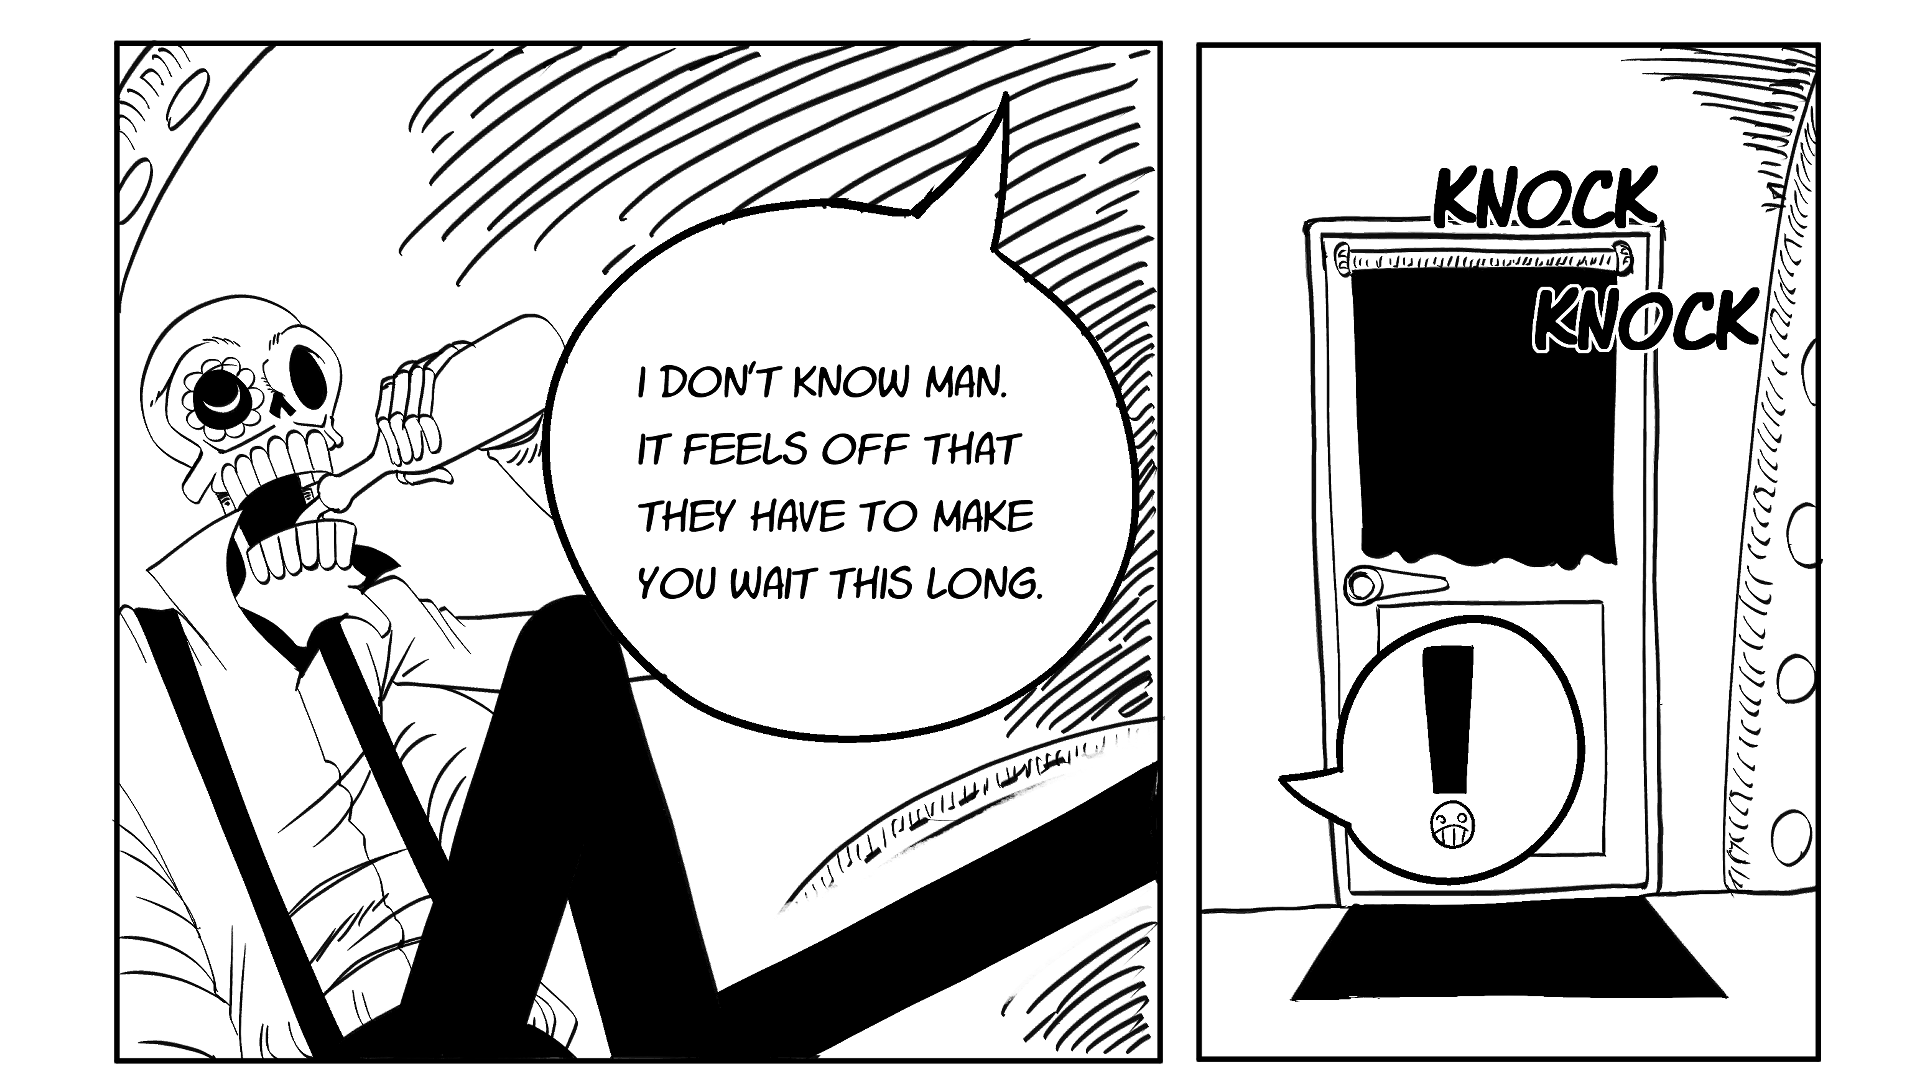 I DON'T KNOW MAN.
IT FEELS OFF THAT
THEY HAVE TO MAKE
YOU WAIT THIS LONG.
KNOCK
KNOCK
!